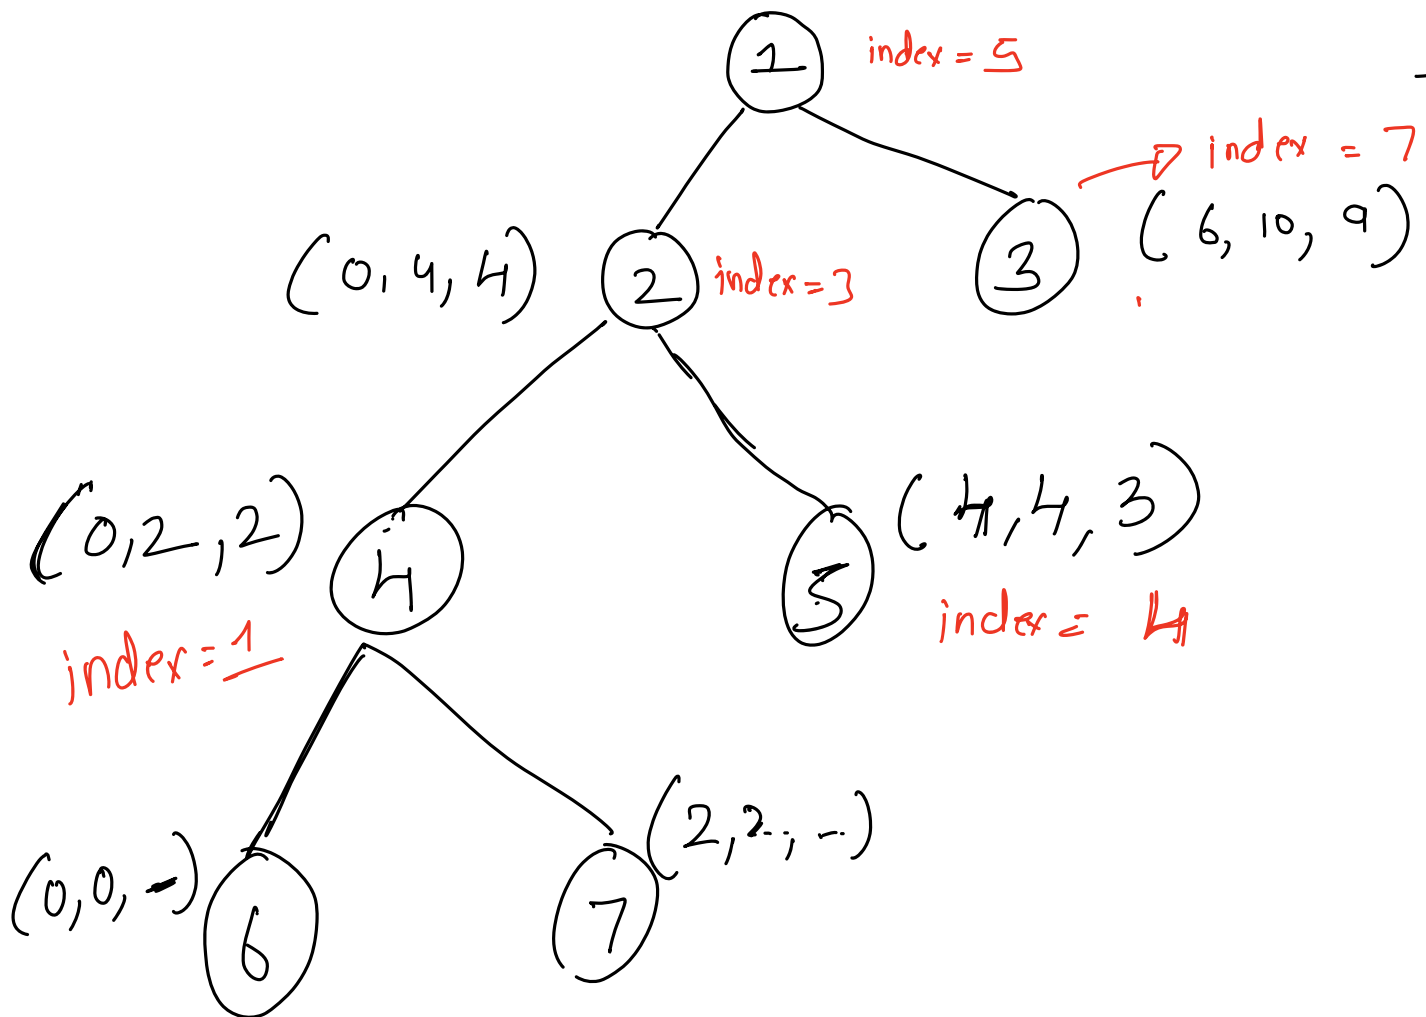 1 index = 5
index = 7
(0, 4, 4) 2 index = 3 3 (6, 10, 9)
(0, 2, 2) 4 5 (4, 4, 3)
index = 1 index = 4
(0, 0, -) 6 7 (2, 2, -)